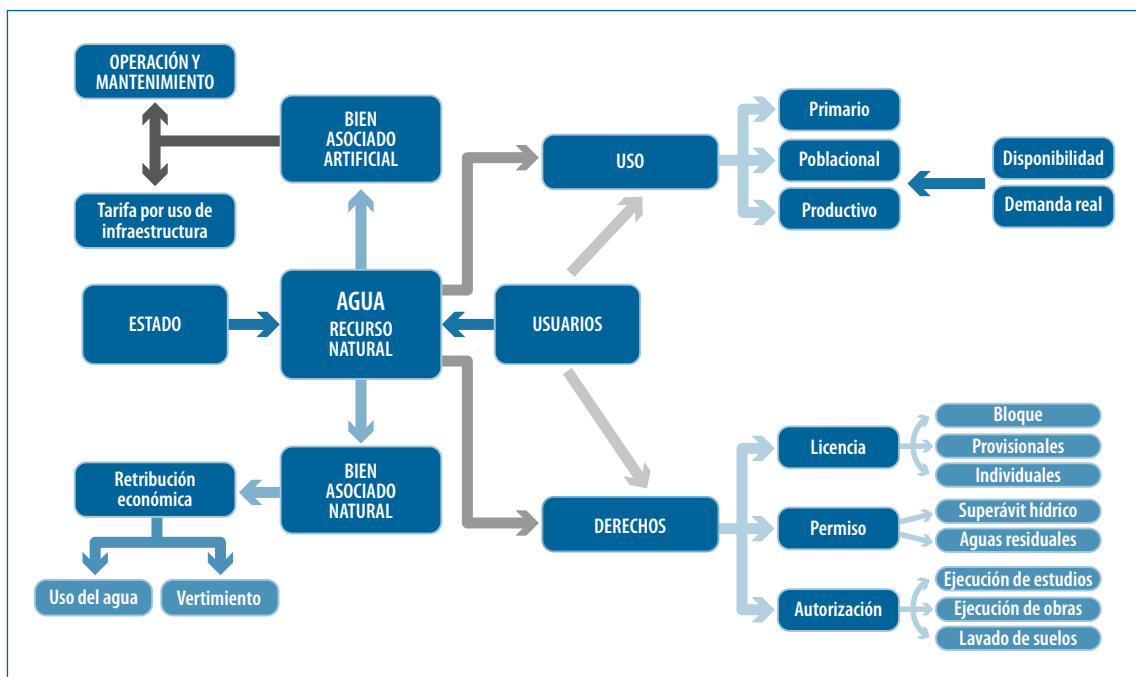 OPERACIÓN Y
MANTENIMIENTO
BIEN
ASOCIADO
ARTIFICIAL
Tarifa por uso de
infraestructura
ESTADO
AGUA
RECURSO
NATURAL
USUARIOS
BIEN
ASOCIADO
NATURAL
Retribución
económica
Uso del agua
Vertimiento
USO
Primario
Poblacional
Productivo
Disponibilidad
Demanda real
DERECHOS
Licencia
Bloque
Provisionales
Individuales
Permiso
Superávit hídrico
Aguas residuales
Autorización
Ejecución de estudios
Ejecución de obras
Lavado de suelos